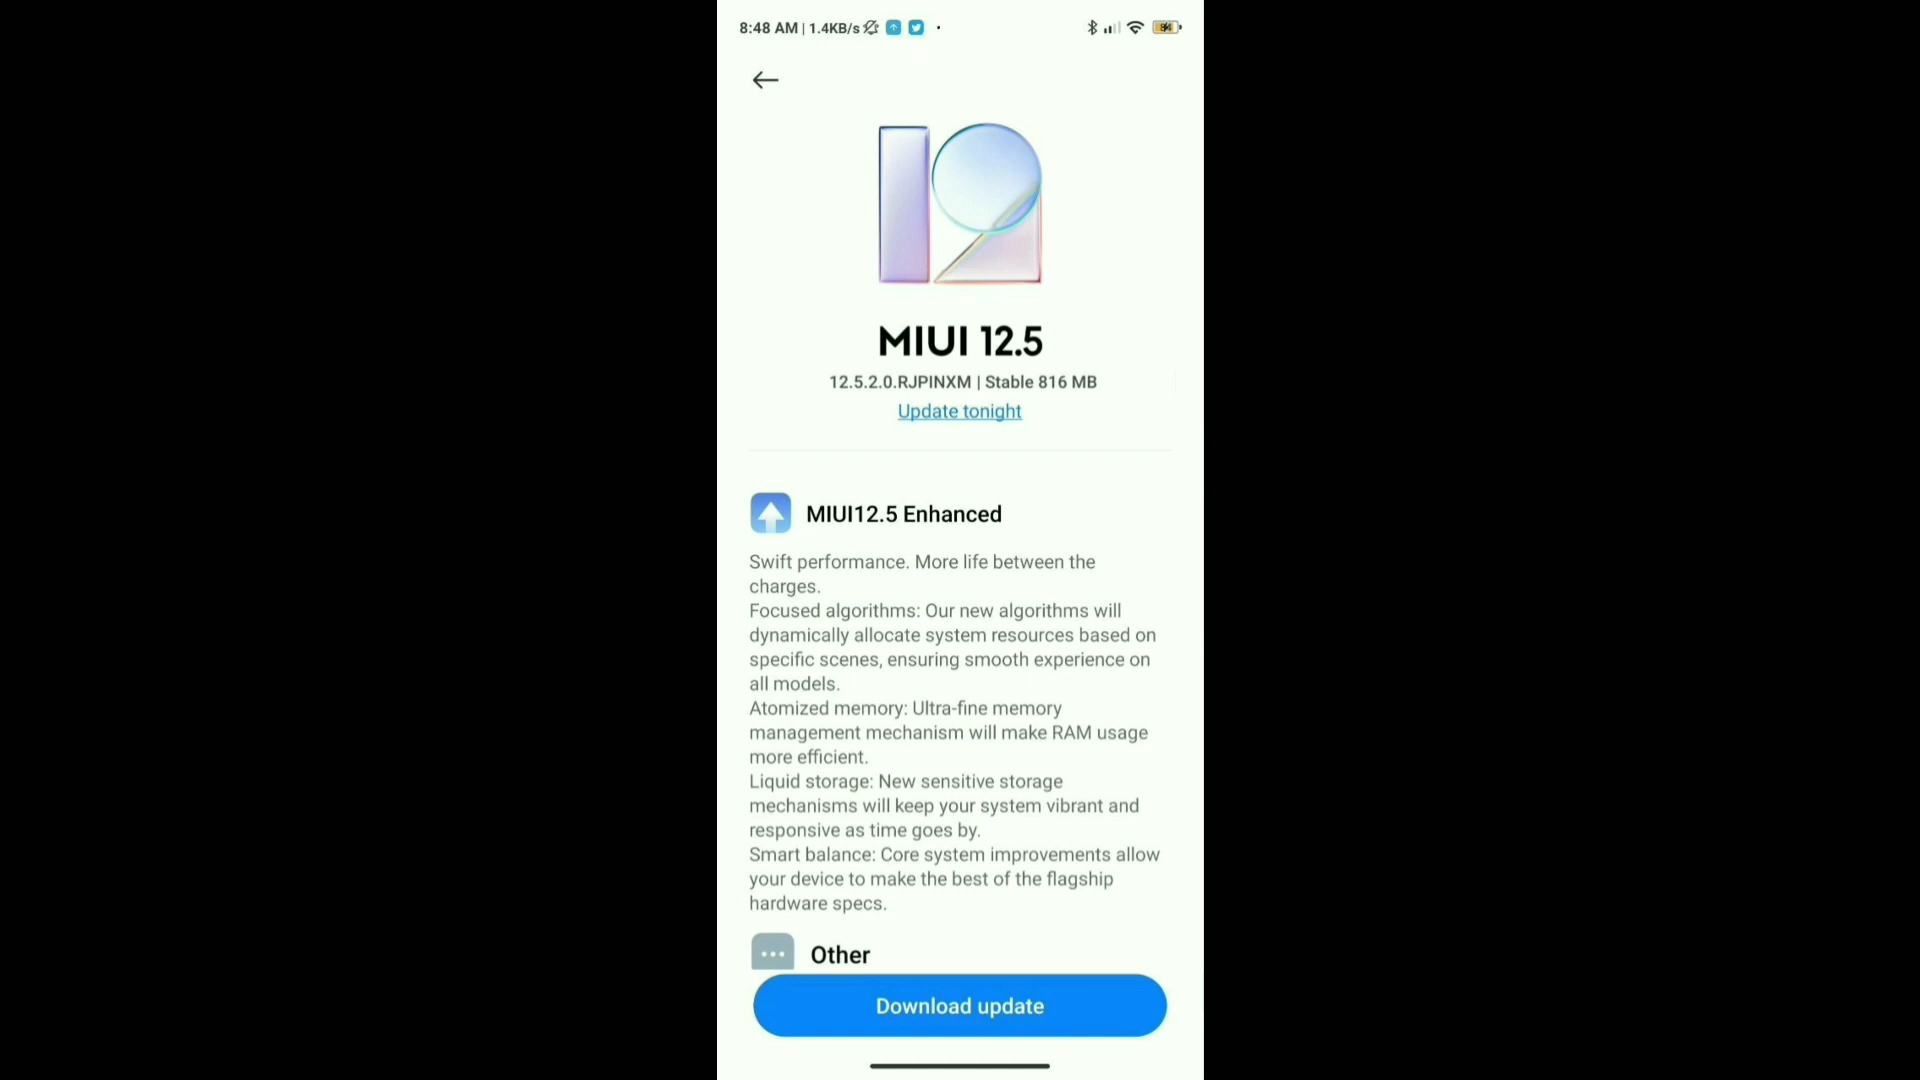 8:48 AM | 1.4KB/s
84
12
MIUI 12.5
12.5.2.0.RJPINXM | Stable 816 MB
Update tonight
MIUI12.5 Enhanced
Swift performance. More life between the
charges.
Focused algorithms: Our new algorithms will
dynamically allocate system resources based on
specific scenes, ensuring smooth experience on
all models.
Atomized memory: Ultra-fine memory
management mechanism will make RAM usage
more efficient.
Liquid storage: New sensitive storage
mechanisms will keep your system vibrant and
responsive as time goes by.
Smart balance: Core system improvements allow
your device to make the best of the flagship
hardware specs.
Other
Download update